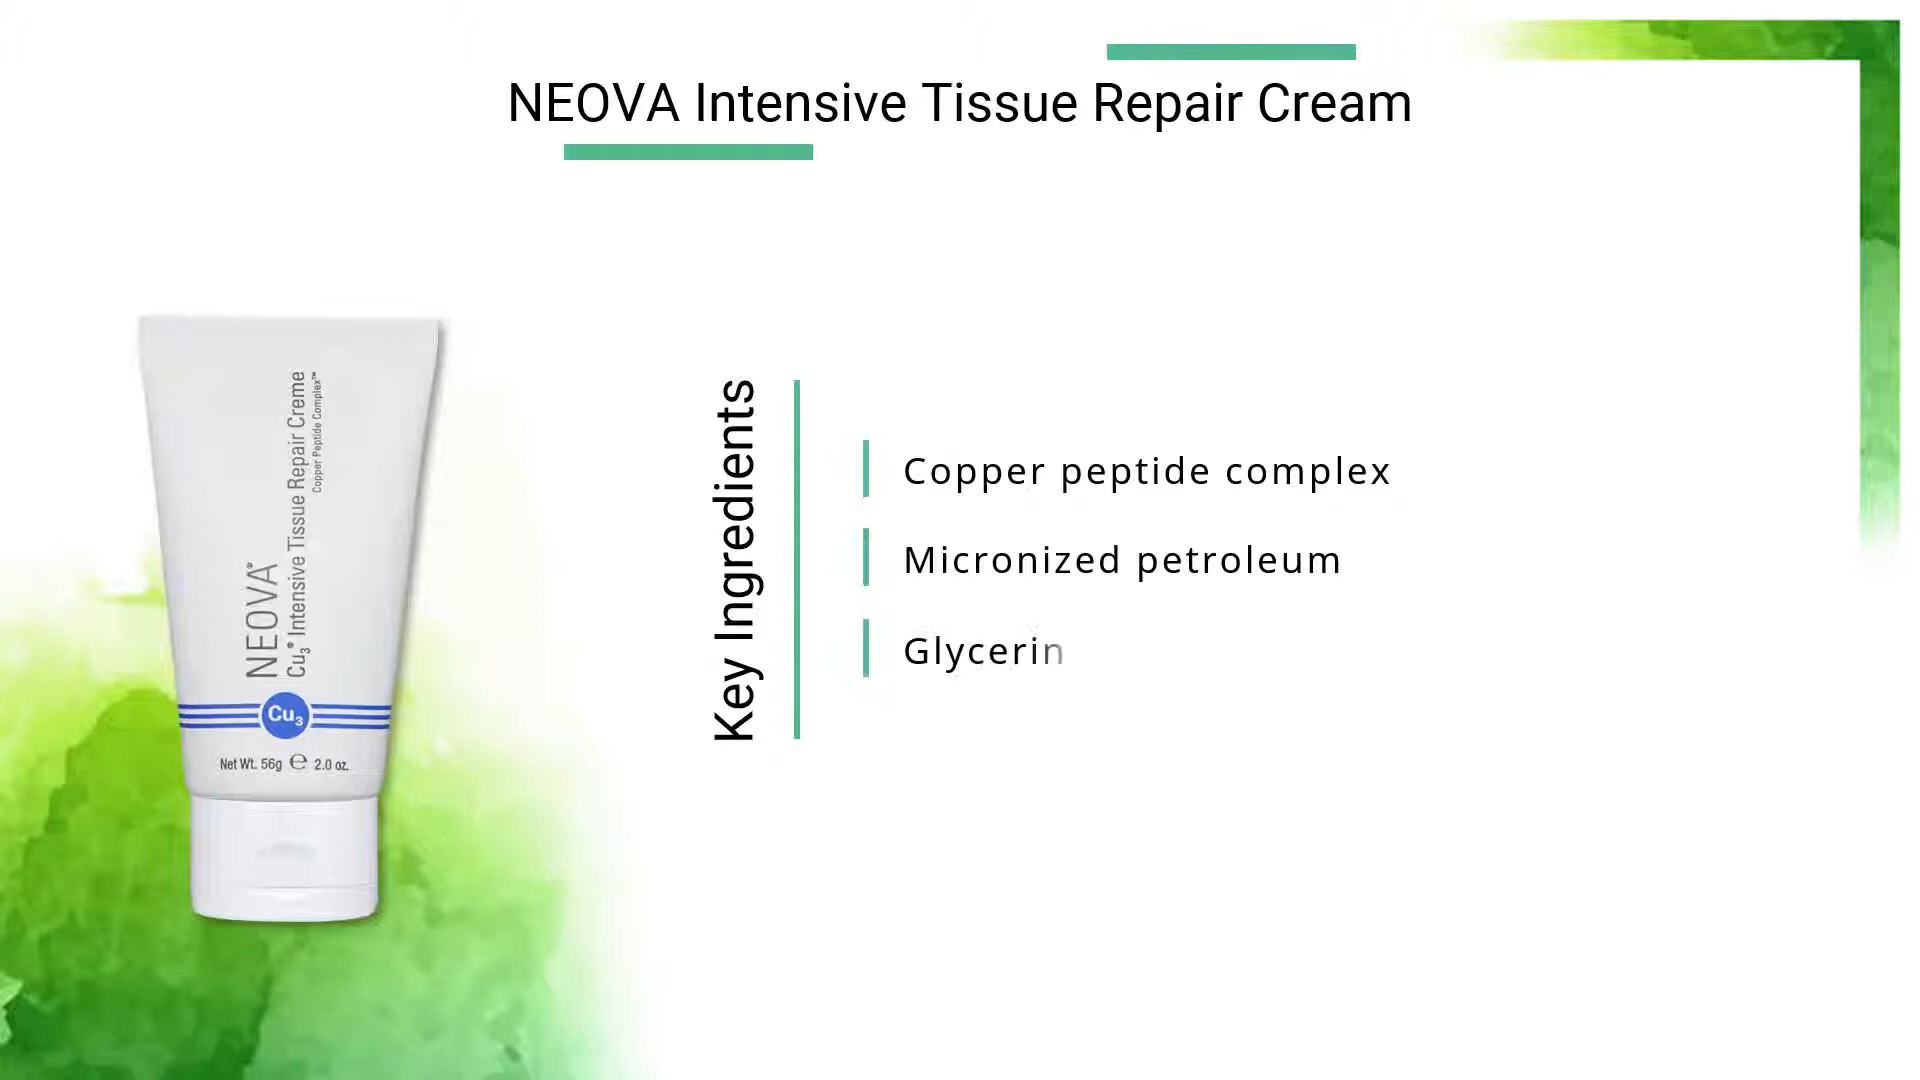 NEOVA Intensive Tissue Repair Cream
NEOVA®
Cu3® Intensive Tissue Repair Creme
Copper Peptide Complex™
Cu3
Net Wt. 56g ℮ 2.0 oz.
Key Ingredients
Copper peptide complex
Micronized petroleum
Glycerin